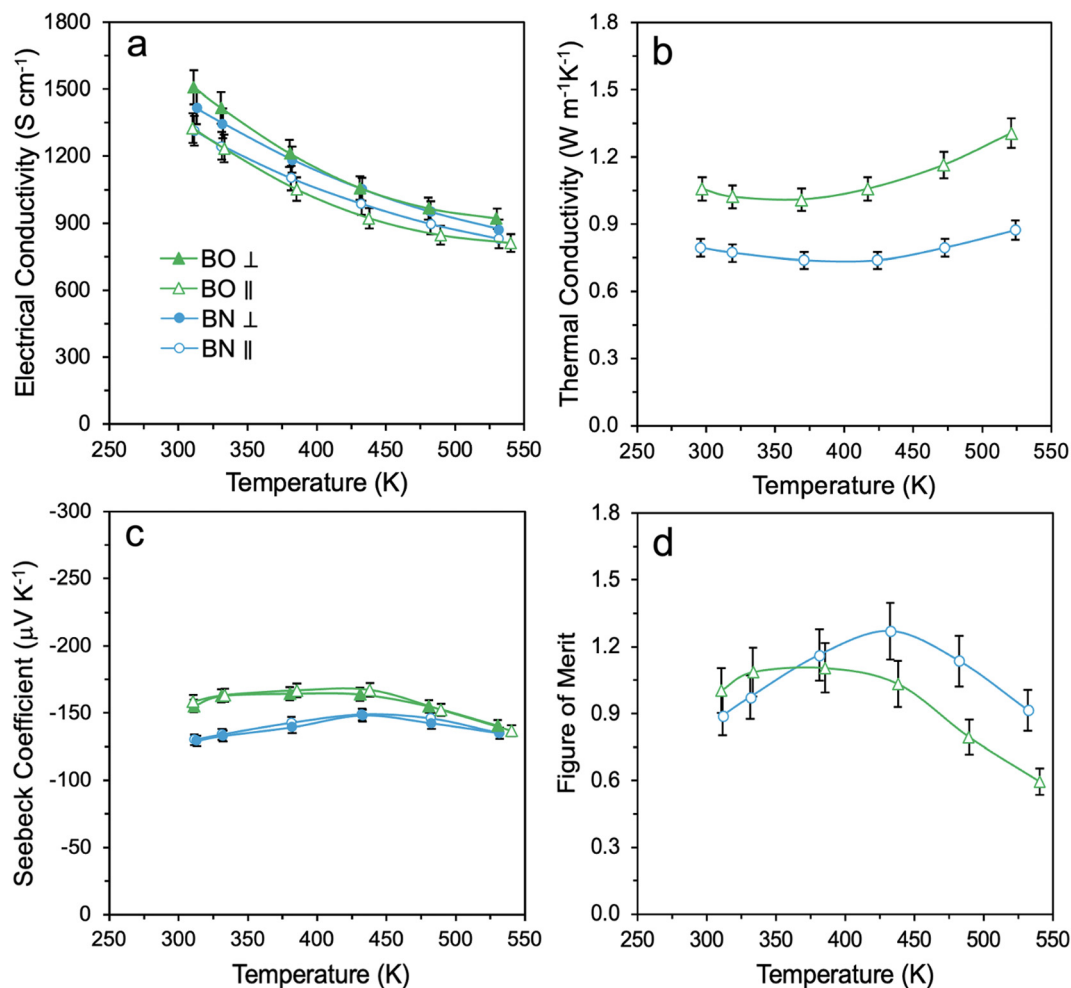 a
Electrical Conductivity (S cm⁻¹)
1800
1500
1200
900
600
300
0
BO ⊥
BO ∥
BN ⊥
BN ∥
250 300 350 400 450 500 550
Temperature (K)
b
Thermal Conductivity (W m⁻¹K⁻¹)
1.8
1.5
1.2
0.9
0.6
0.3
0.0
250 300 350 400 450 500 550
Temperature (K)
c
Seebeck Coefficient (μV K⁻¹)
-300
-250
-200
-150
-100
-50
0
250 300 350 400 450 500 550
Temperature (K)
d
Figure of Merit
1.8
1.5
1.2
0.9
0.6
0.3
0.0
250 300 350 400 450 500 550
Temperature (K)